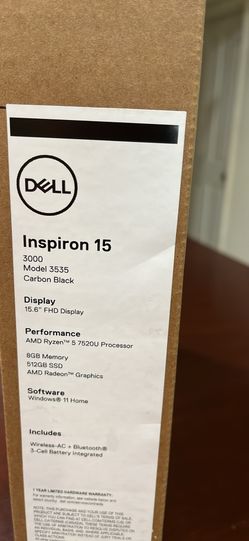 DELL
Inspiron 15
3000
Model 3535
Carbon Black
Display
15.6" FHD Display
Performance
AMD Ryzen™ 5 7520U Processor
8GB Memory
512GB SSD
AMD Radeon™ Graphics
Software
Windows® 11 Home
Includes
Wireless-AC + Bluetooth®
3-Cell Battery Integrated
1 YEAR LIMITED HARDWARE WARRANTY: